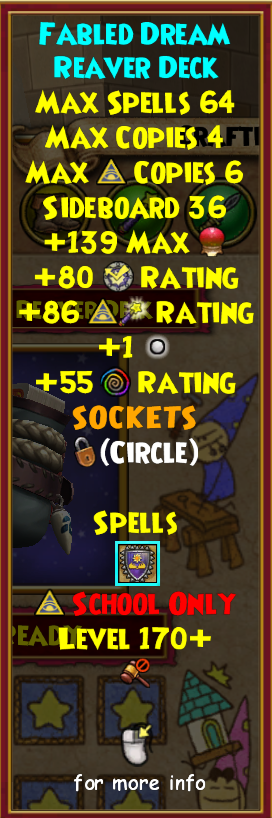 Fabled Dream
Reaver Deck
Max Spells 64
Max Copies 4
Max Copies 6
Sideboard 36
+139 Max
+80 Rating
+86 Rating
+1
+55 Rating
SOCKETS
(Circle)
Spells
School Only
Level 170+
for more info